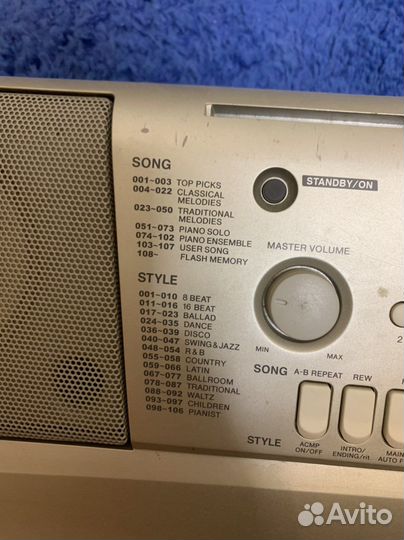 SONG
001~003 TOP PICKS
004~022 CLASSICAL
MELODIES
023~050 TRADITIONAL
MELODIES
051~073 PIANO SOLO
074~102 PIANO ENSEMBLE
103~107 USER SONG
108~ FLASH MEMORY
STYLE
001~010 8 BEAT
011~016 16 BEAT
017~023 BALLAD
024~035 DANCE
036~039 DISCO
040~047 SWING&JAZZ
048~054 R&B
055~058 COUNTRY
059~066 LATIN
067~077 BALLROOM
078~087 TRADITIONAL
088~092 WALTZ
093~097 CHILDREN
098~106 PIANIST
STANDBY/ON
MASTER VOLUME
MIN MAX
SONG A-B REPEAT REW
STYLE
ACMP ON/OFF
INTRO/ ENDING/rit.
MAIN
AUTO
Avito